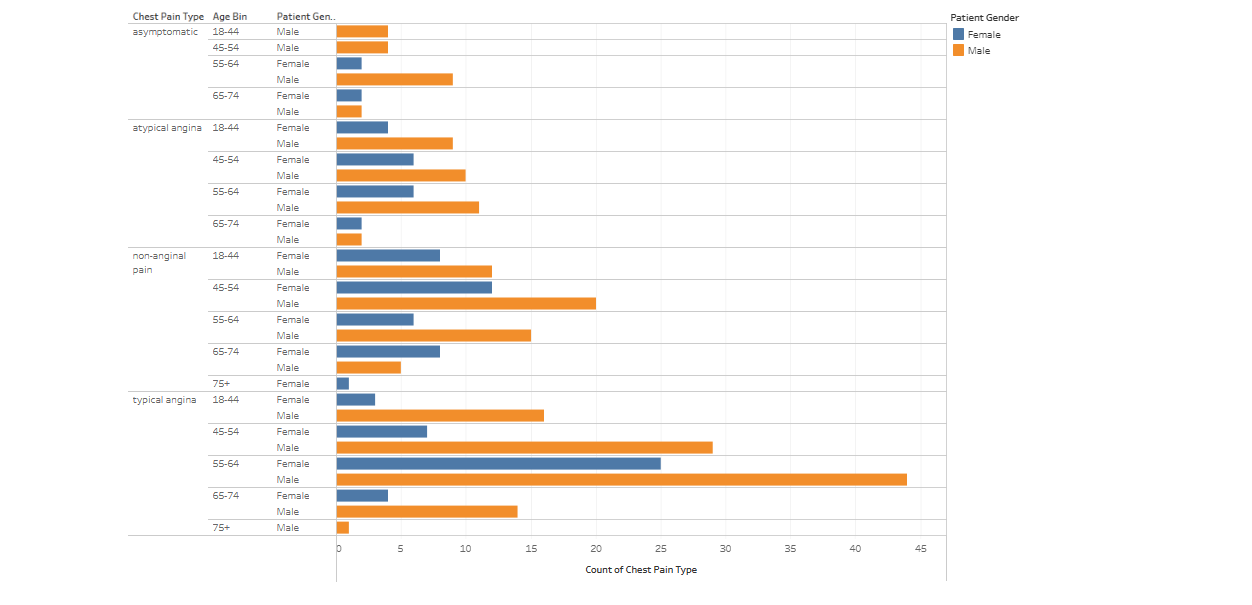 Chest Pain Type Age Bin Patient Gen.. Patient Gender
asymptomatic 18-44 Male Female
45-54 Male Male
55-64 Female
Male
65-74 Female
Male
atypical angina 18-44 Female
Male
45-54 Female
Male
55-64 Female
Male
65-74 Female
Male
non-anginal 18-44 Female
pain Male
45-54 Female
Male
55-64 Female
Male
65-74 Female
Male
75+ Female
typical angina 18-44 Female
Male
45-54 Female
Male
55-64 Female
Male
65-74 Female
Male
75+ Male
0 5 10 15 20 25 30 35 40 45
Count of Chest Pain Type